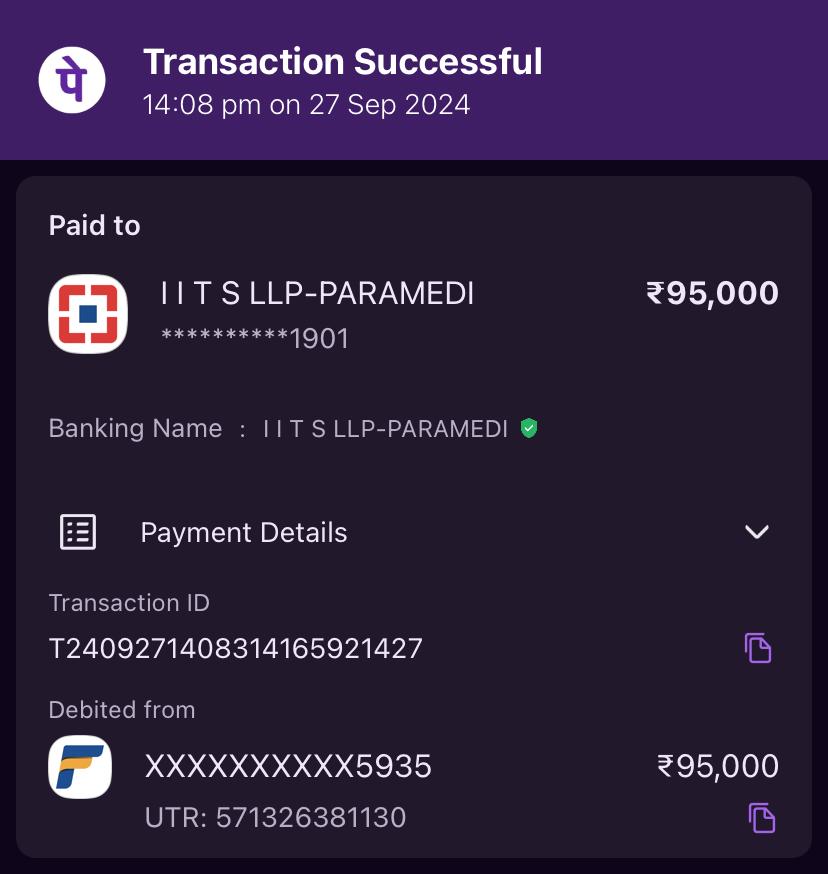 पे
Transaction Successful
14:08 pm on 27 Sep 2024
Paid to
I I T S LLP-PARAMEDI ₹95,000
**********1901
Banking Name : I I T S LLP-PARAMEDI
Payment Details
Transaction ID
T2409271408314165921427
Debited from
XXXXXXXXXX5935 ₹95,000
UTR: 571326381130